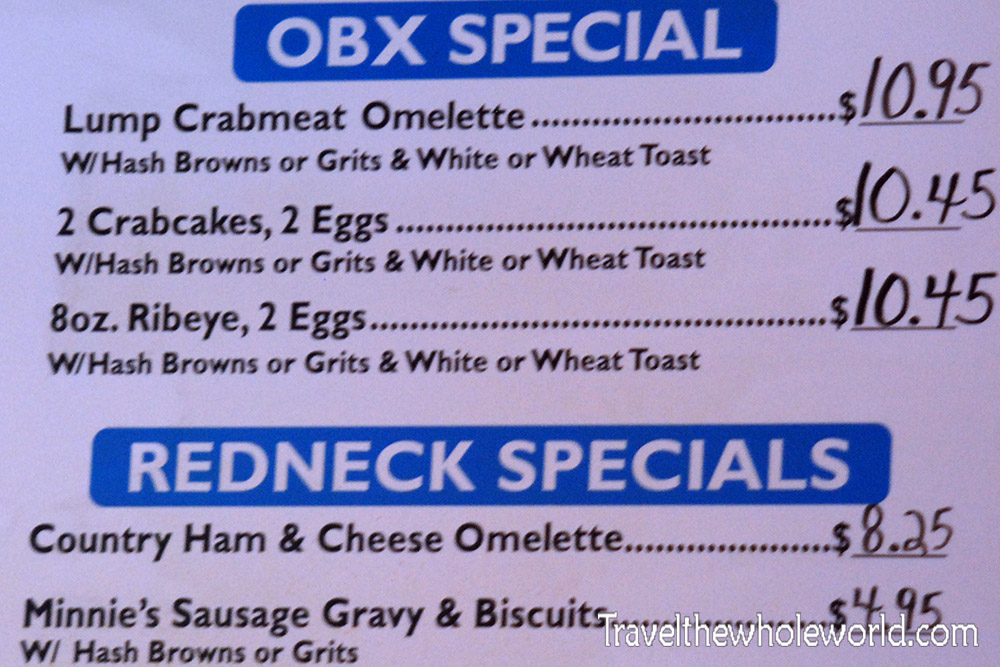 OBX SPECIAL
Lump Crabmeat Omelette..............................$10.95
W/Hash Browns or Grits & White or Wheat Toast
2 Crabcakes, 2 Eggs...........................................$10.45
W/Hash Browns or Grits & White or Wheat Toast
8oz. Ribeye, 2 Eggs.............................................$10.45
W/Hash Browns or Grits & White or Wheat Toast
REDNECK SPECIALS
Country Ham & Cheese Omelette....................$8.25
Minnie's Sausage Gravy & Biscuits......................$4.95
W/ Hash Browns or Grits
Travelthewholeworld.com